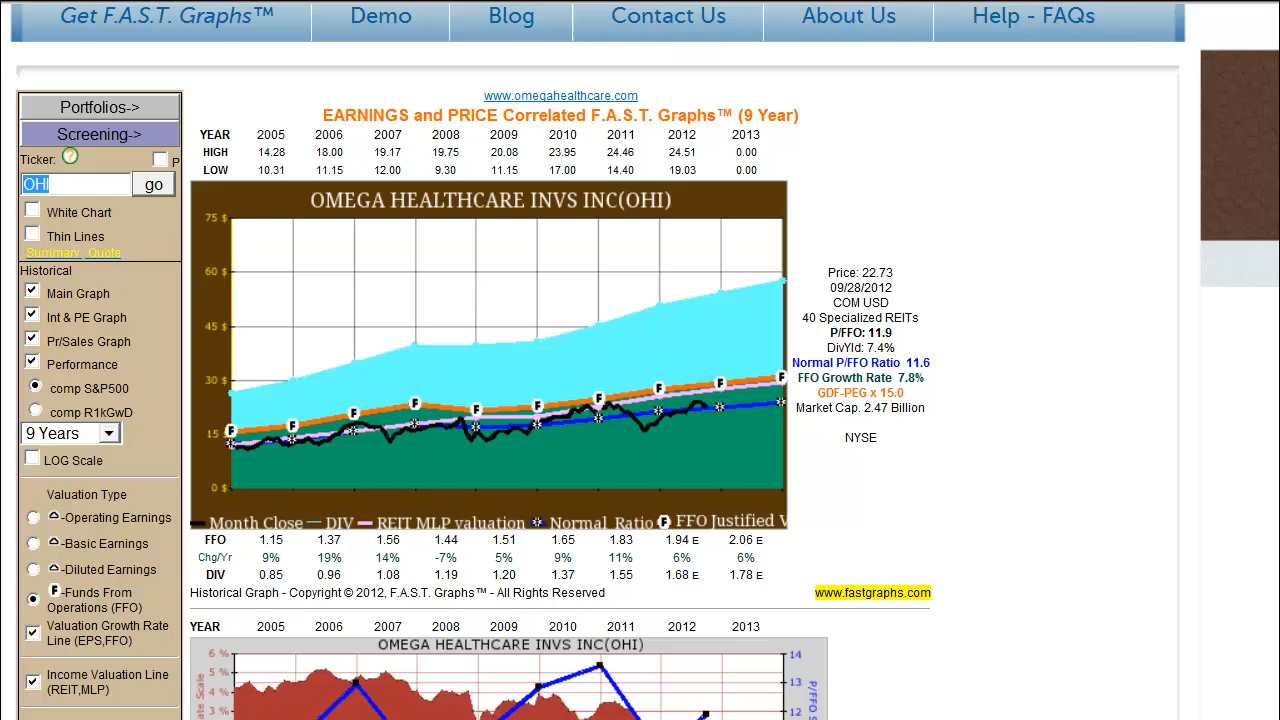 Get F.A.S.T. Graphs™ Demo Blog Contact Us About Us Help - FAQs
www.omegahealthcare.com
EARNINGS and PRICE Correlated F.A.S.T. Graphs™ (9 Year)
YEAR 2005 2006 2007 2008 2009 2010 2011 2012 2013
HIGH 14.28 18.00 19.17 19.75 20.08 23.95 24.46 24.51 0.00
LOW 10.31 11.15 12.00 9.30 11.15 17.00 14.40 19.03 0.00
Portfolios->
Screening->
Ticker: ? P
OHI go
White Chart
Thin Lines
Summary Quote
Historical
Main Graph
Int & PE Graph
Pr/Sales Graph
Performance
comp S&P500
comp R1kGwD
9 Years
LOG Scale
Valuation Type
-Operating Earnings
-Basic Earnings
-Diluted Earnings
F-Funds From
Operations (FFO)
Valuation Growth Rate
Line (EPS,FFO)
Income Valuation Line
(REIT,MLP)
OMEGA HEALTHCARE INVS INC(OHI)
75 $
60 $
45 $
30 $
15 $
0 $
F F F F F F F F F F
Month Close DIV REIT MLP valuation Normal Ratio F FFO Justified V
Price: 22.73
09/28/2012
COM USD
40 Specialized REITs
P/FFO: 11.9
DivYld: 7.4%
Normal P/FFO Ratio 11.6
FFO Growth Rate 7.8%
GDF-PEG x 15.0
Market Cap. 2.47 Billion
NYSE
FFO 1.15 1.37 1.56 1.44 1.51 1.65 1.83 1.94 E 2.06 E
Chg/Yr 9% 19% 14% -7% 5% 9% 11% 6% 6%
DIV 0.85 0.96 1.08 1.19 1.20 1.37 1.55 1.68 E 1.78 E
Historical Graph - Copyright © 2012, F.A.S.T. Graphs™ - All Rights Reserved www.fastgraphs.com
YEAR 2005 2006 2007 2008 2009 2010 2011 2012 2013
OMEGA HEALTHCARE INVS INC(OHI)
6 % 14
5 % 13
4 %
3 % 12
Scale
P/FFO